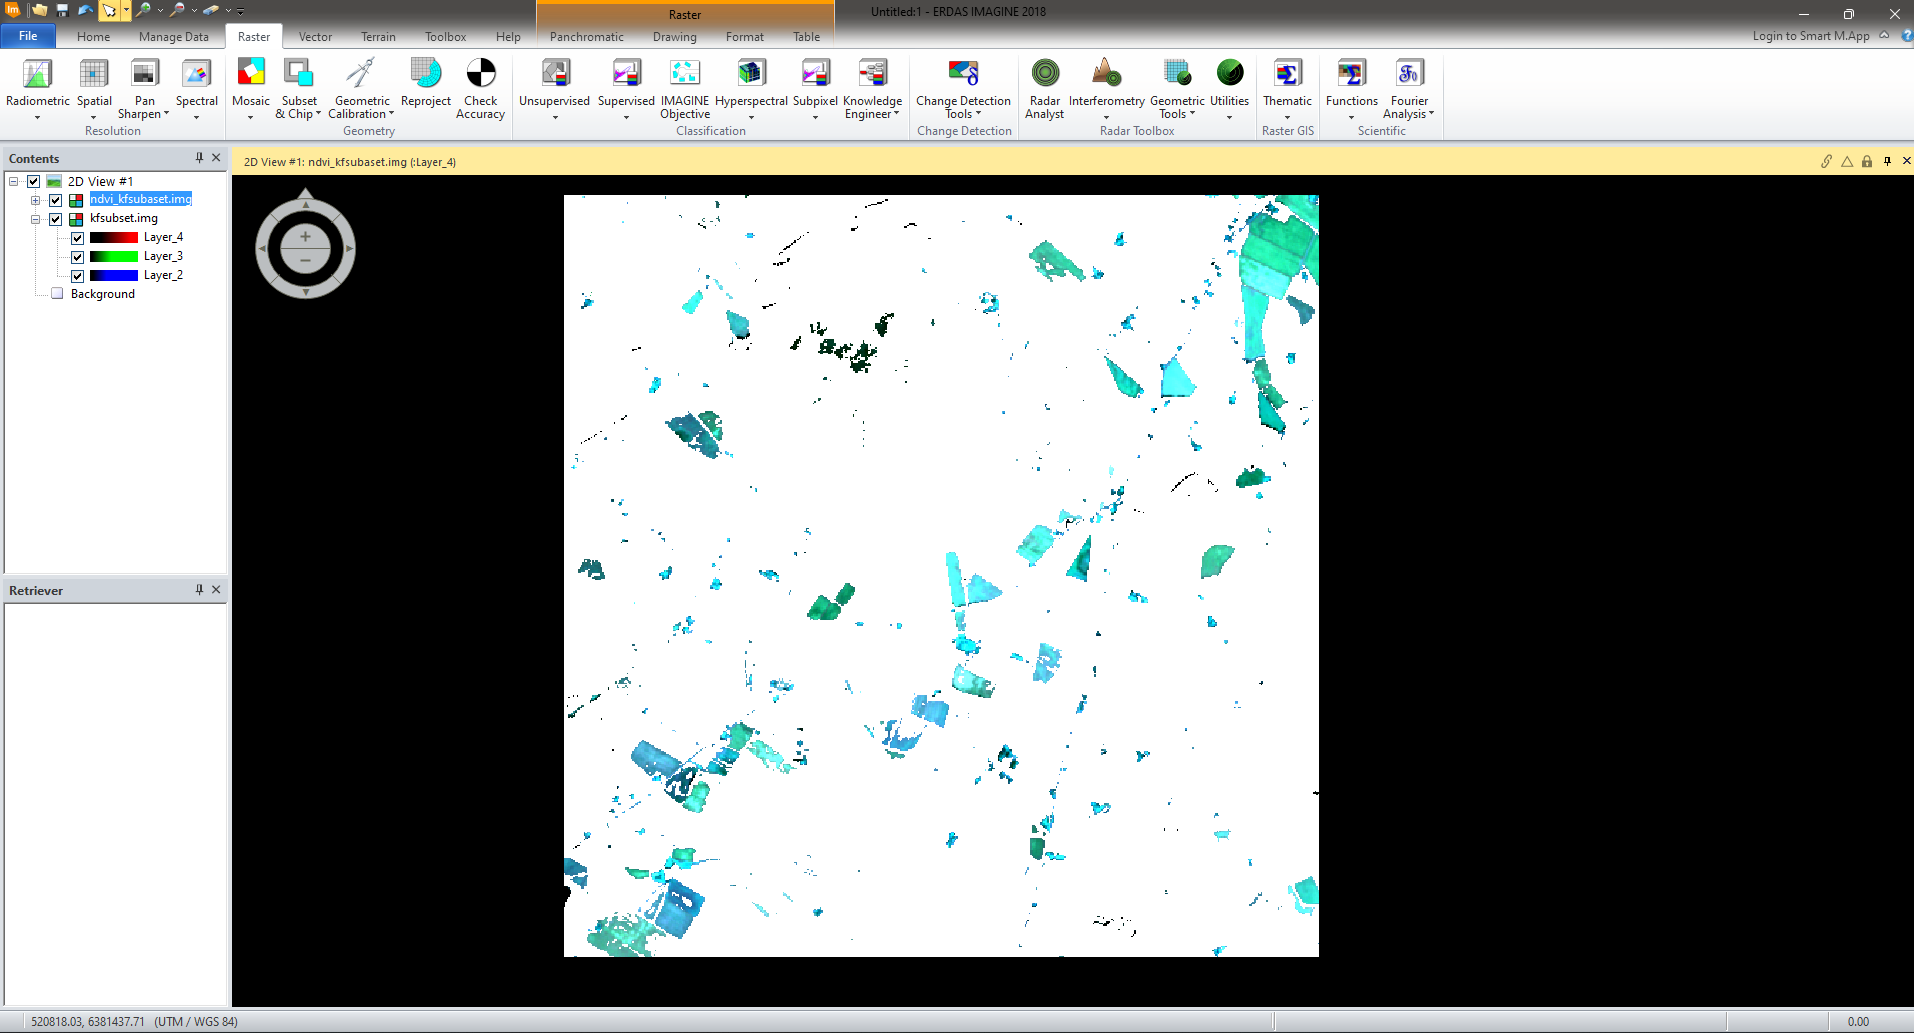 Im
Raster
Untitled:1 - ERDAS IMAGINE 2018
File Home Manage Data Raster Vector Terrain Toolbox Help Panchromatic Drawing Format Table Login to Smart M.App ?
Radiometric Spatial Pan Sharpen Spectral Mosaic Subset & Chip Geometric Calibration Reproject Check Accuracy Unsupervised Supervised IMAGINE Objective Hyperspectral Subpixel Knowledge Engineer Change Detection Tools Radar Analyst Interferometry Geometric Tools Utilities Thematic Functions Fourier Analysis
Resolution Geometry Classification Change Detection Radar Toolbox Raster GIS Scientific
Contents
2D View #1: ndvi_kfsubaset.img (:Layer_4)
2D View #1
ndvi_kfsubaset.img
kfsubset.img
Layer_4
Layer_3
Layer_2
Background
Retriever
520818.03, 6381437.71 (UTM / WGS 84) 0.00